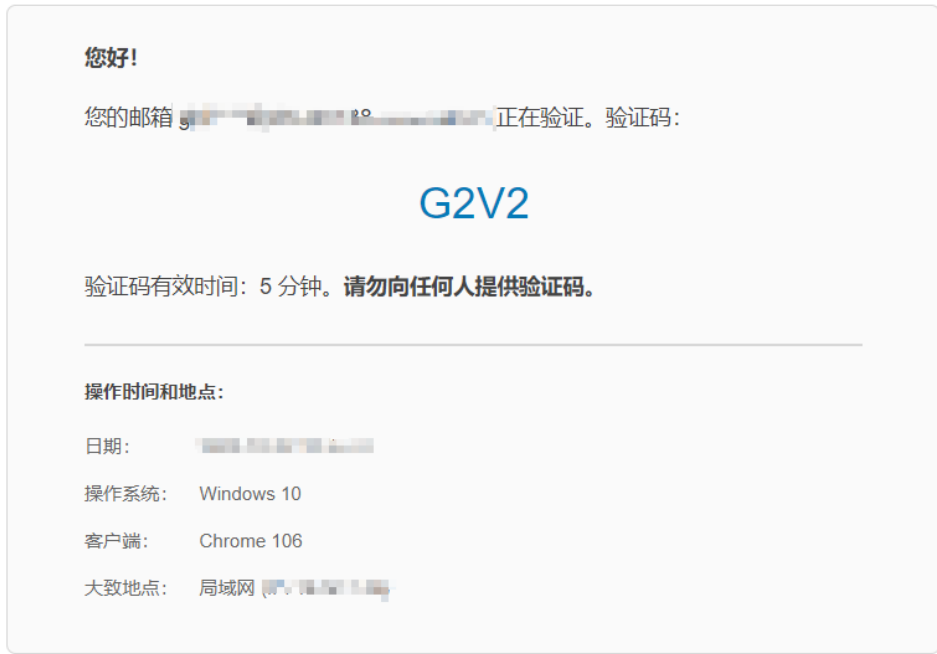 您好！
您的邮箱 正在验证。验证码：
G2V2
验证码有效时间：5 分钟。请勿向任何人提供验证码。
操作时间和地点：
日期：
操作系统： Windows 10
客户端： Chrome 106
大致地点： 局域网